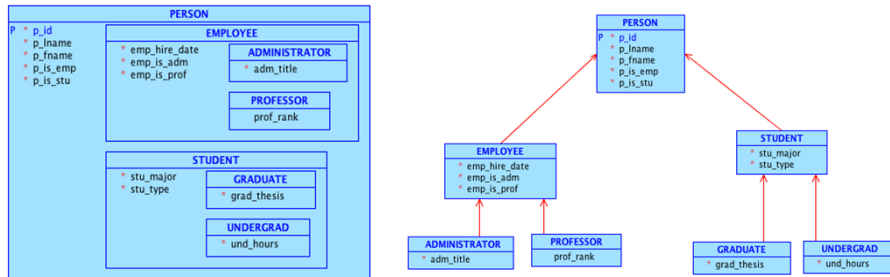 PERSON
P * p_id
* p_lname
* p_fname
* p_is_emp
* p_is_stu
EMPLOYEE
* emp_hire_date
* emp_is_adm
* emp_is_prof
ADMINISTRATOR
* adm_title
PROFESSOR
prof_rank
STUDENT
* stu_major
* stu_type
GRADUATE
* grad_thesis
UNDERGRAD
* und_hours
PERSON
P * p_id
* p_lname
* p_fname
* p_is_emp
* p_is_stu
EMPLOYEE
* emp_hire_date
* emp_is_adm
* emp_is_prof
STUDENT
* stu_major
* stu_type
ADMINISTRATOR
* adm_title
PROFESSOR
prof_rank
GRADUATE
* grad_thesis
UNDERGRAD
* und_hours